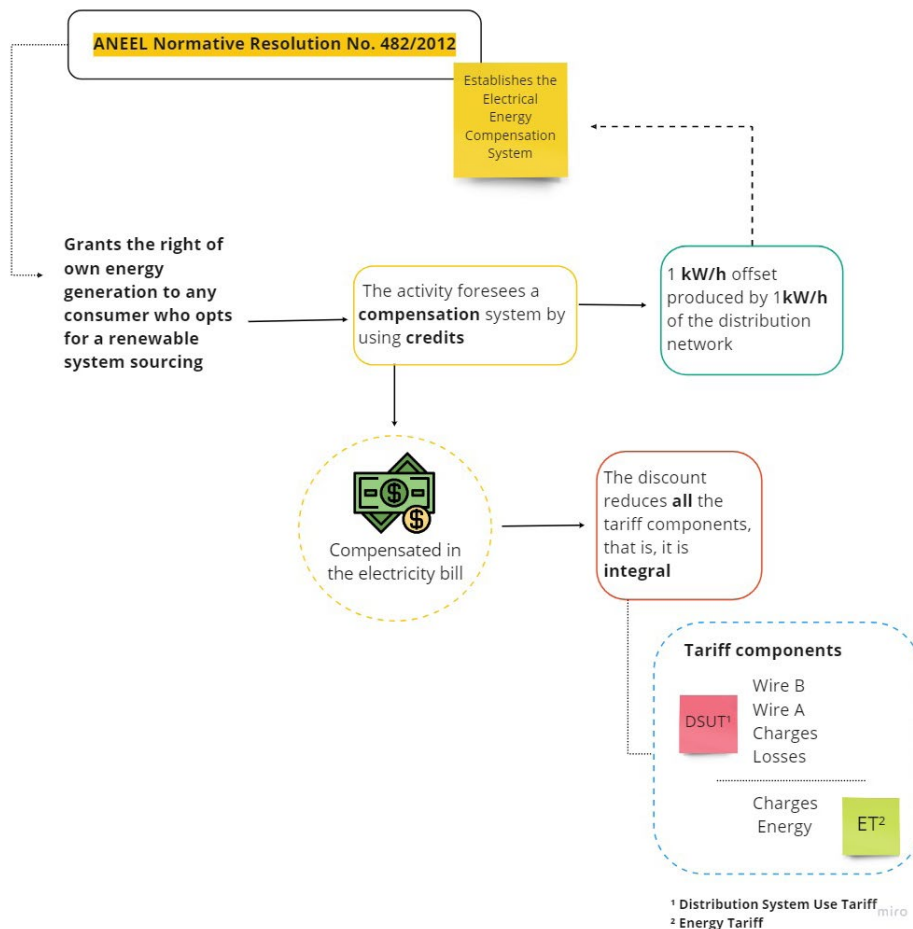 ANEEL Normative Resolution No. 482/2012
Establishes the
Electrical
Energy
Compensation
System
Grants the right of
own energy
generation to any
consumer who opts
for a renewable
system sourcing
The activity foresees a
compensation system by
using credits
1 kW/h offset
produced by 1kW/h
of the distribution
network
$
$
Compensated in
the electricity bill
The discount
reduces all the
tariff components,
that is, it is
integral
Tariff components
DSUT¹
Wire B
Wire A
Charges
Losses
Charges
Energy
ET²
¹ Distribution System Use Tariff
² Energy Tariff
miro